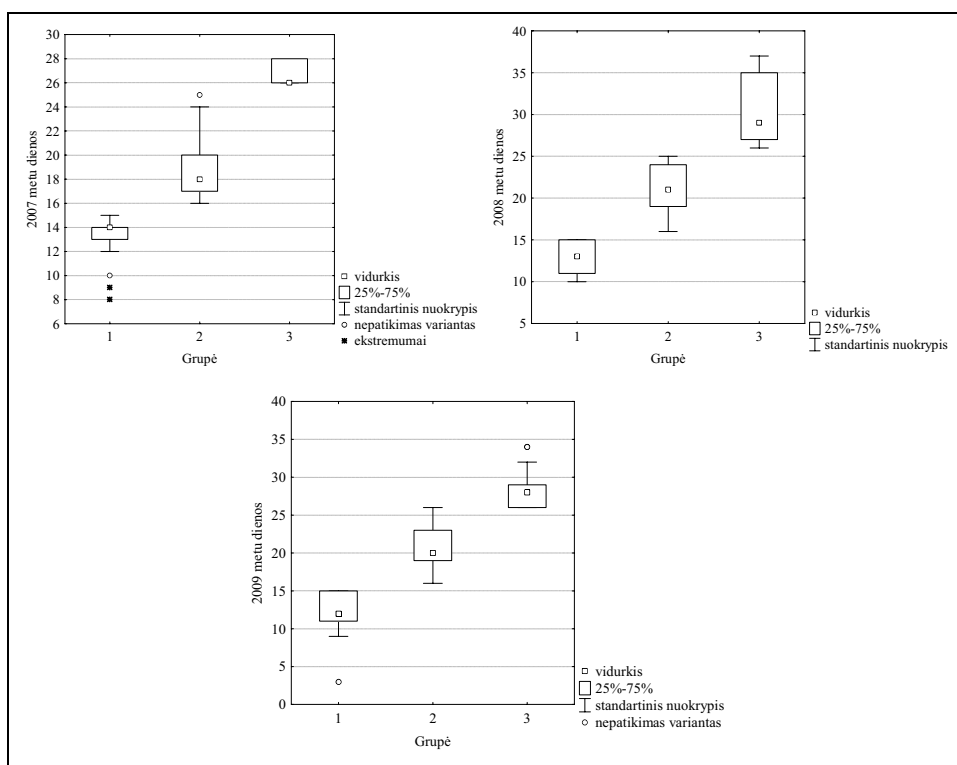 2007 metu dienos
28
26
24
22
20
18
16
14
12
10
8
6
1 2 3
Grupė
vidurkis
25%-75%
standartinis nuokrypis
nepatikimas variantas
ekstremumai
2008 metu dienos
40
35
30
25
20
15
10
5
1 2 3
Grupė
vidurkis
25%-75%
standartinis nuokrypis
2009 metu dienos
40
35
30
25
20
15
10
5
0
1 2 3
Grupė
vidurkis
25%-75%
standartinis nuokrypis
nepatikimas variantas